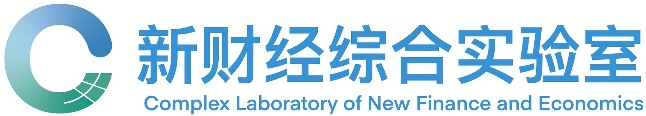 新财经综合实验室
Complex Laboratory of New Finance and Economics